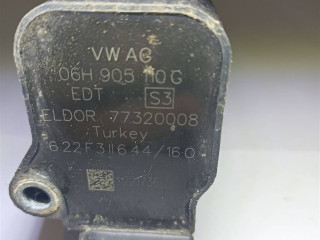 VW AG
06H 905 110 G
EDT S3
ELDOR 77320008
Turkey
622F311644/160